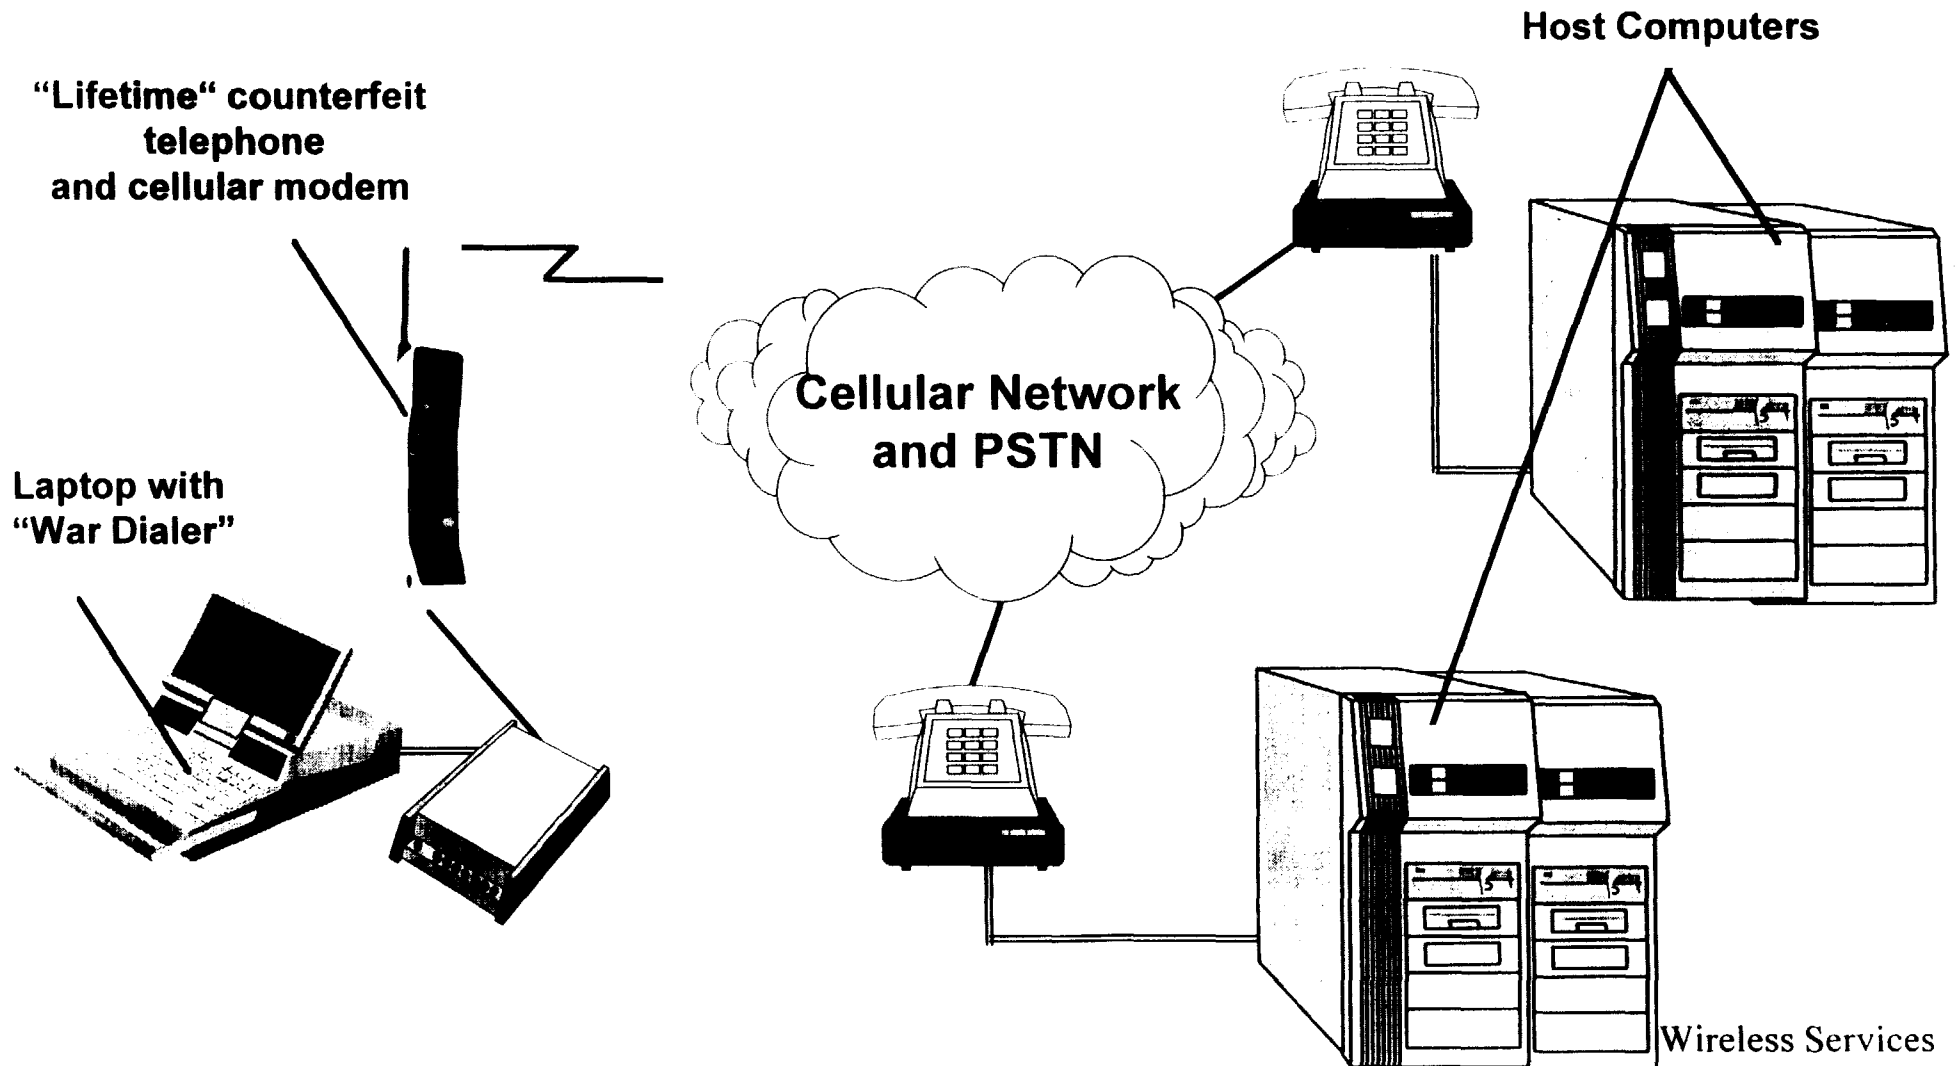 Host Computers
“Lifetime“ counterfeit
telephone
and cellular modem
Cellular Network
and PSTN
Laptop with
“War Dialer”
Wireless Services